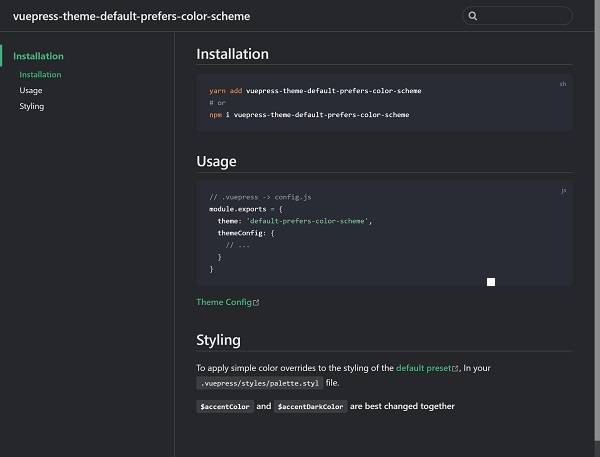 vuepress-theme-default-prefers-color-scheme
Installation
Installation
Usage
Styling
Installation
sh
yarn add vuepress-theme-default-prefers-color-scheme
# or
npm i vuepress-theme-default-prefers-color-scheme
Usage
js
// .vuepress -> config.js
module.exports = {
theme: 'default-prefers-color-scheme',
themeConfig: {
// ...
}
}
Theme Config
Styling
To apply simple color overrides to the styling of the default preset, In your
.vuepress/styles/palette.styl file.
$accentColor and $accentDarkColor are best changed together